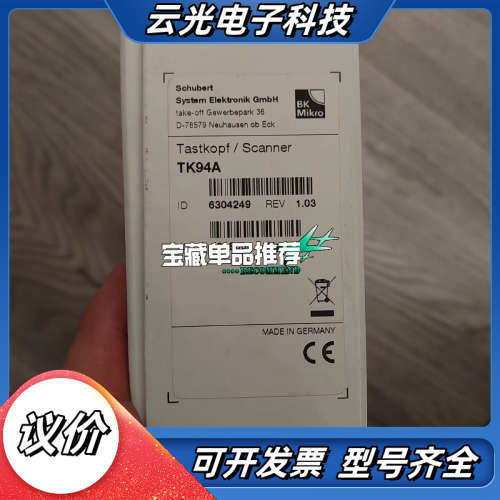 云光电子科技
Schubert
System Elektronik GmbH
take-off Gewerbepark 36
D-78579 Neuhausen ob Eck
BK
Mikro
Tastkopf / Scanner
TK94A
ID 6304249 REV 1.03
宝藏单品推荐
MADE IN GERMANY
CE
议价
可开发票 型号齐全